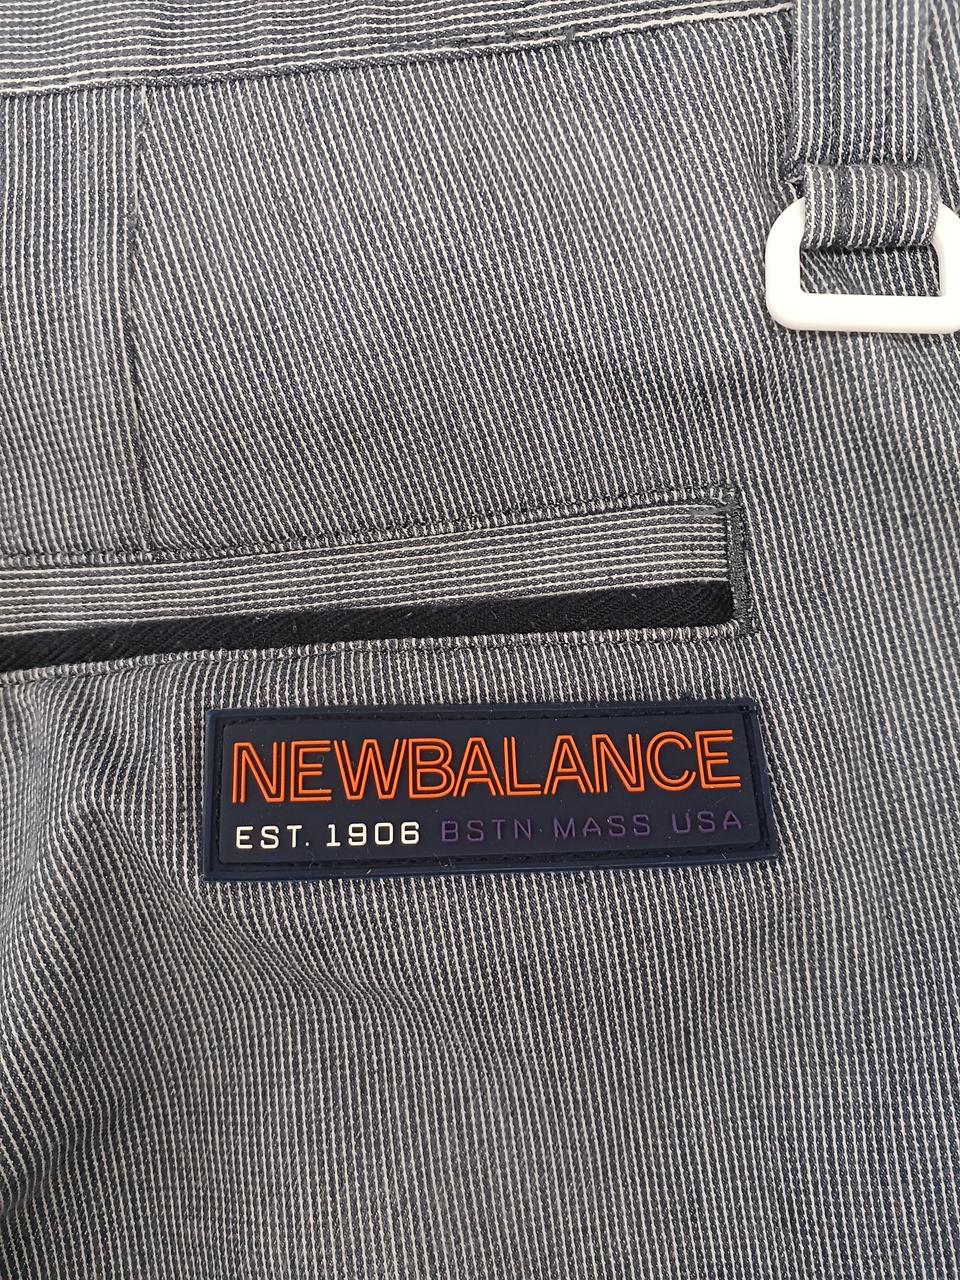 NEWBALANCE
EST. 1906 BSTN MASS USA